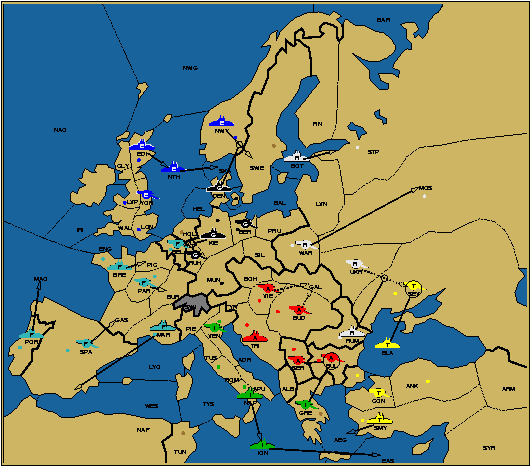 BAR
NWG
NAO
FIN
NWY
SWE
BOT
STP
EDI
CLY
NTH
SK
DEN
MOS
YOR
LVP
LVN
BAL
HEL
WAL
LON
IRI
HOL
KIE
BER
PRU
WAR
ENG
BEL
RUH
SIL
UKR
PIC
BRE
MUN
BOH
GAL
SEV
MAO
PAR
BUR
VIE
BUD
RUM
GAS
MAR
PIE
VEN
TRI
BLA
POR
SPA
TUS
LYO
ADR
SER
BUL
ROM
APU
ALB
ANK
ARM
CON
WES
TYS
NAP
GRE
SMY
NAF
TUN
ION
AEG
EAS
SYR